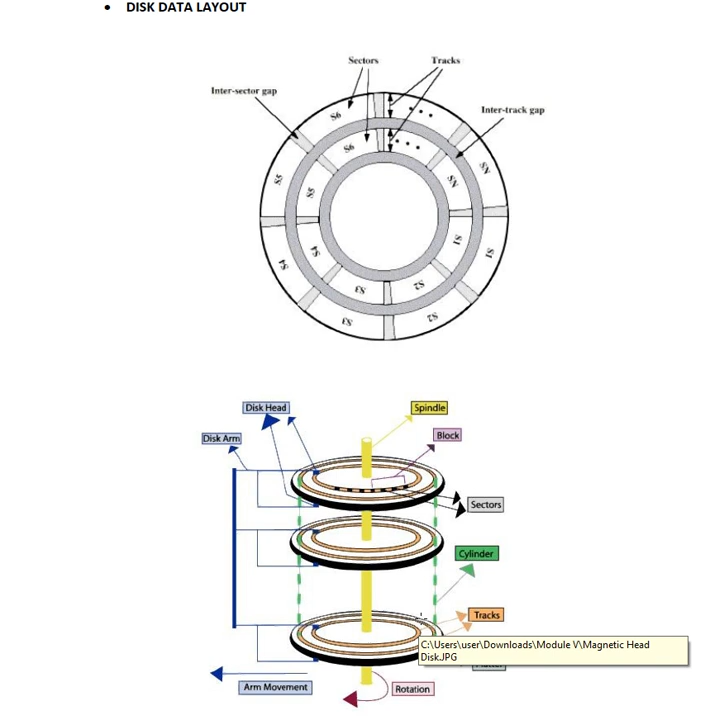 • DISK DATA LAYOUT
Sectors
Tracks
Inter-sector gap
Inter-track gap
S6
S6
SN
SN
S5
S5
S1
S1
S4
S4
S3
S2
S3
S2
Disk Head
Spindle
Disk Arm
Block
Sectors
Cylinder
Tracks
C:\Users\user\Downloads\Module V\Magnetic Head
Disk.JPG
Arm Movement
Rotation